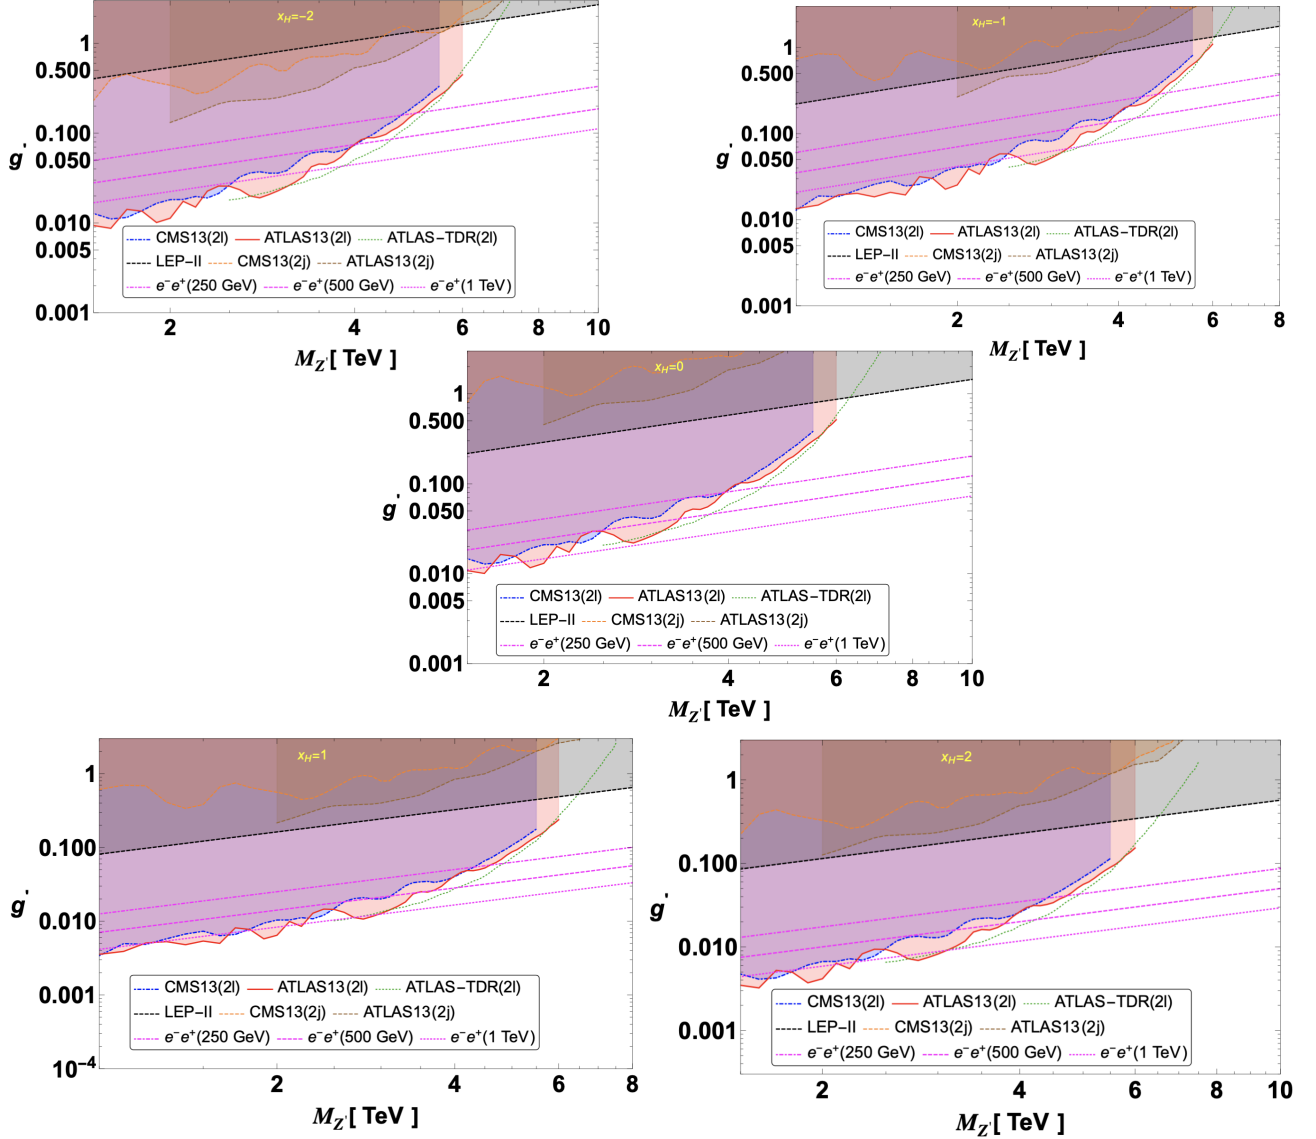 x_H=-2
1
0.500
0.100
0.050
0.010
0.005
0.001
g'
CMS13(2l) ATLAS13(2l) ATLAS-TDR(2l)
LEP-II CMS13(2j) ATLAS13(2j)
e⁻e⁺(250 GeV) e⁻e⁺(500 GeV) e⁻e⁺(1 TeV)
2 4 6 8 10
M_Z'[ TeV ]
x_H=-1
1
0.500
0.100
0.050
0.010
0.005
0.001
g'
CMS13(2l) ATLAS13(2l) ATLAS-TDR(2l)
LEP-II CMS13(2j) ATLAS13(2j)
e⁻e⁺(250 GeV) e⁻e⁺(500 GeV) e⁻e⁺(1 TeV)
2 4 6 8
M_Z'[ TeV ]
x_H=0
1
0.500
0.100
0.050
0.010
0.005
0.001
g'
CMS13(2l) ATLAS13(2l) ATLAS-TDR(2l)
LEP-II CMS13(2j) ATLAS13(2j)
e⁻e⁺(250 GeV) e⁻e⁺(500 GeV) e⁻e⁺(1 TeV)
2 4 6 8 10
M_Z'[ TeV ]
x_H=1
1
0.100
0.010
0.001
10⁻⁴
g'
CMS13(2l) ATLAS13(2l) ATLAS-TDR(2l)
LEP-II CMS13(2j) ATLAS13(2j)
e⁻e⁺(250 GeV) e⁻e⁺(500 GeV) e⁻e⁺(1 TeV)
2 4 6 8
M_Z'[ TeV ]
x_H=2
1
0.100
0.010
0.001
g'
CMS13(2l) ATLAS13(2l) ATLAS-TDR(2l)
LEP-II CMS13(2j) ATLAS13(2j)
e⁻e⁺(250 GeV) e⁻e⁺(500 GeV) e⁻e⁺(1 TeV)
2 4 6 8 10
M_Z'[ TeV ]